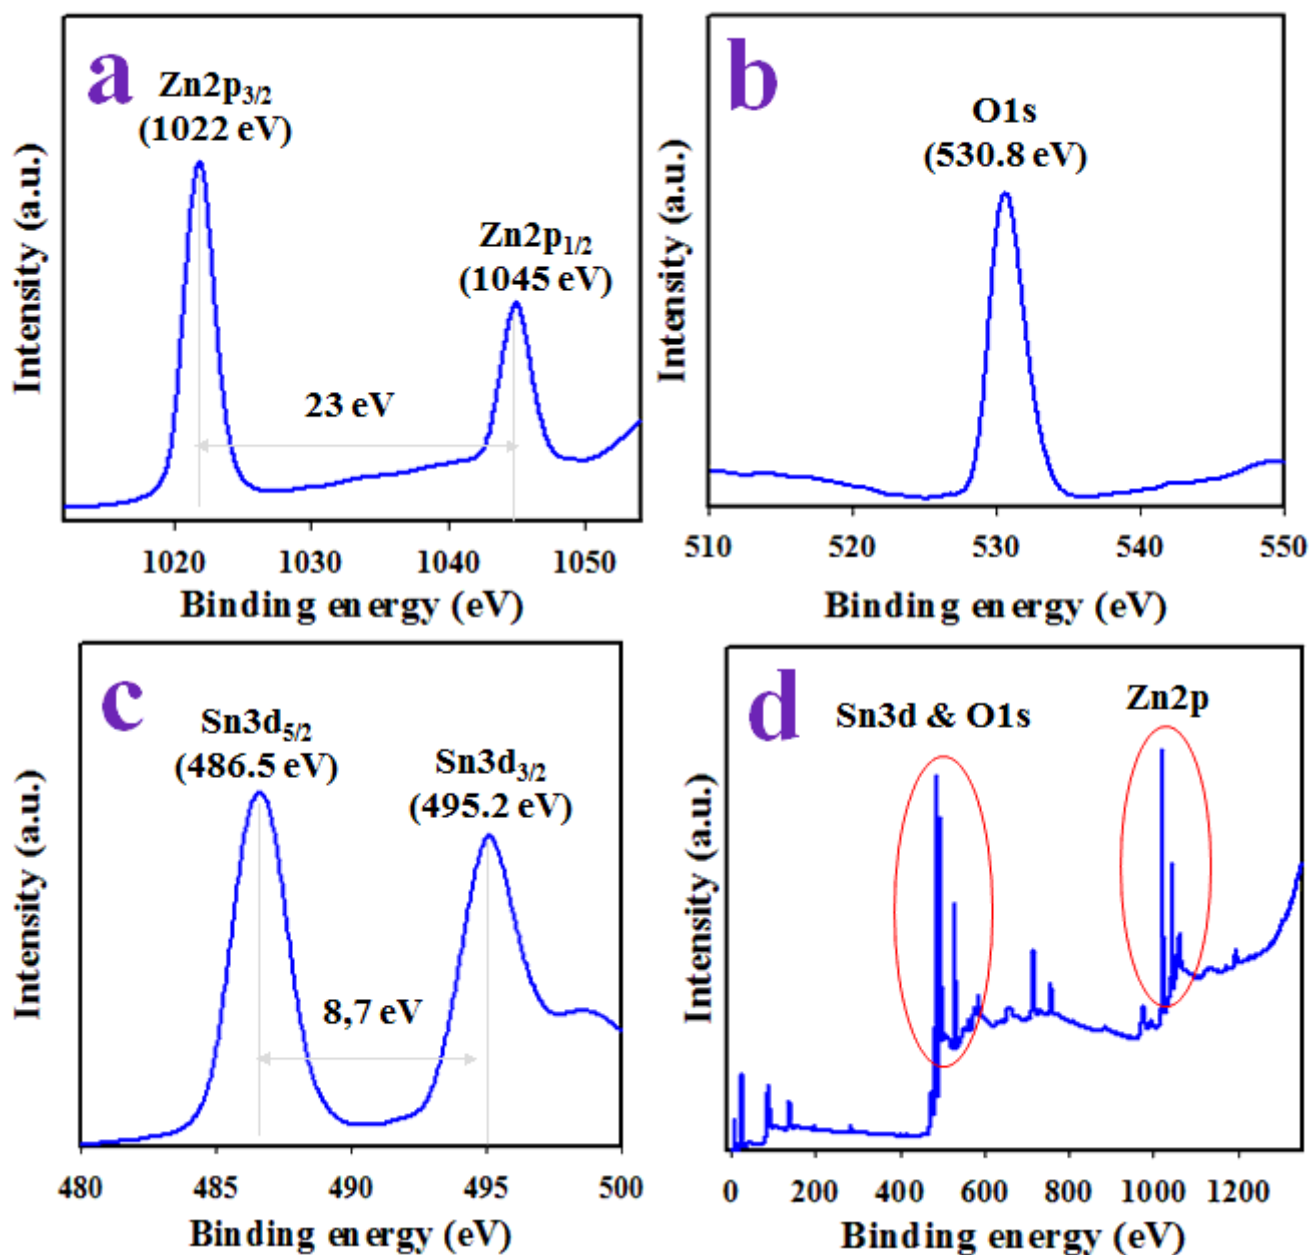 a
Zn2p3/2
(1022 eV)
Zn2p1/2
(1045 eV)
23 eV
Intensity (a.u.)
1020 1030 1040 1050
Binding energy (eV)
b
O1s
(530.8 eV)
Intensity (a.u.)
510 520 530 540 550
Binding energy (eV)
c
Sn3d5/2
(486.5 eV)
Sn3d3/2
(495.2 eV)
8,7 eV
Intensity (a.u.)
480 485 490 495 500
Binding energy (eV)
d
Sn3d & O1s
Zn2p
Intensity (a.u.)
0 200 400 600 800 1000 1200
Binding energy (eV)